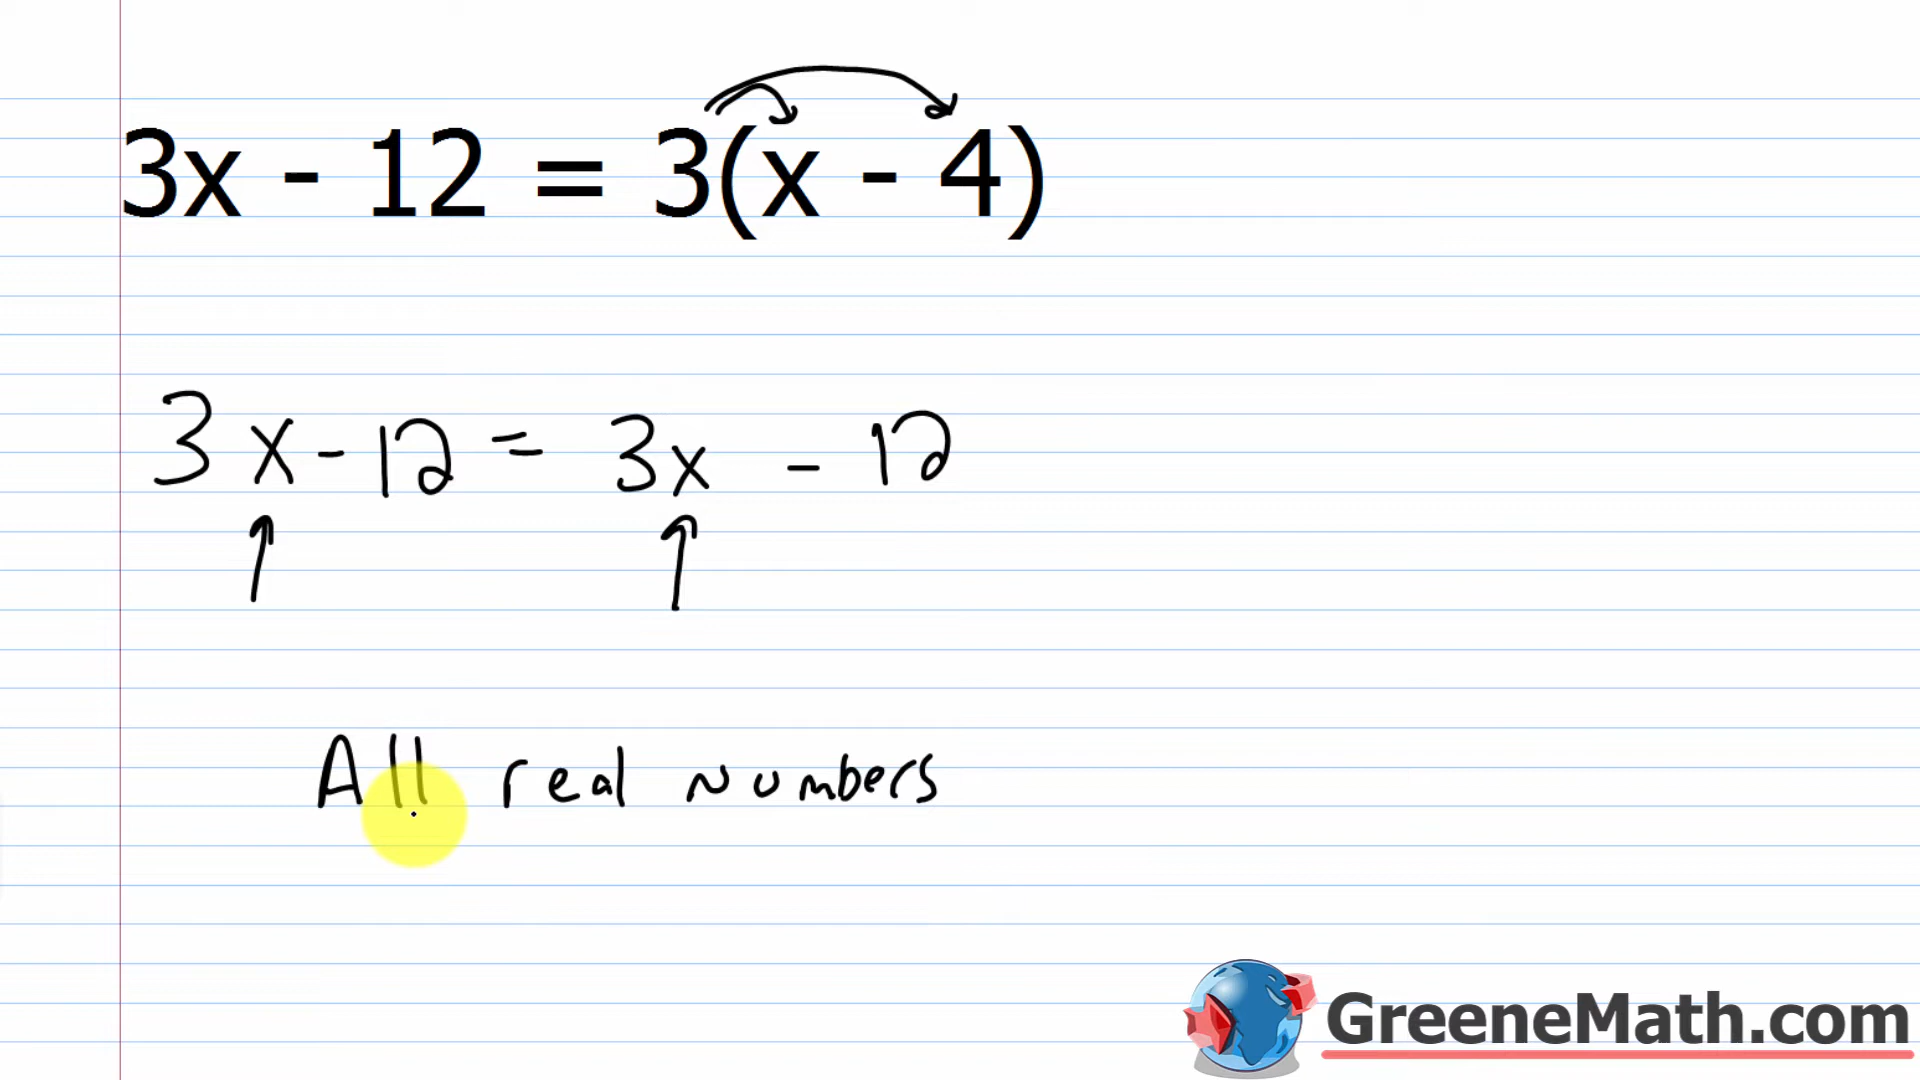 3x - 12 = 3(x - 4)
3x - 12 = 3x - 12
All real numbers
GreeneMath.com